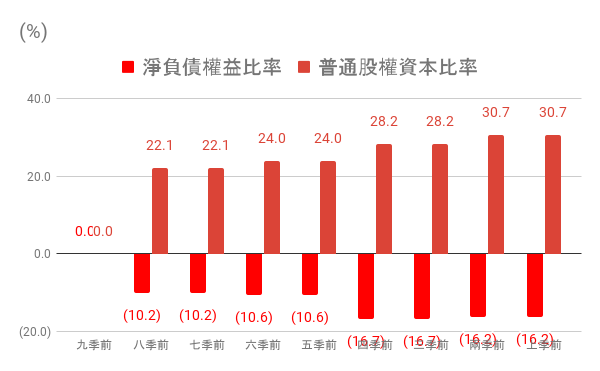 (%)
淨負債權益比率 普通股權資本比率
40.0
20.0
0.0
(20.0)
0.0 0.0
22.1 22.1 24.0 24.0 28.2 28.2 30.7 30.7
(10.2) (10.2) (10.6) (10.6) (16.7) (16.7) (16.2) (16.2)
九季前 八季前 七季前 六季前 五季前 四季前 三季前 兩季前 上季前